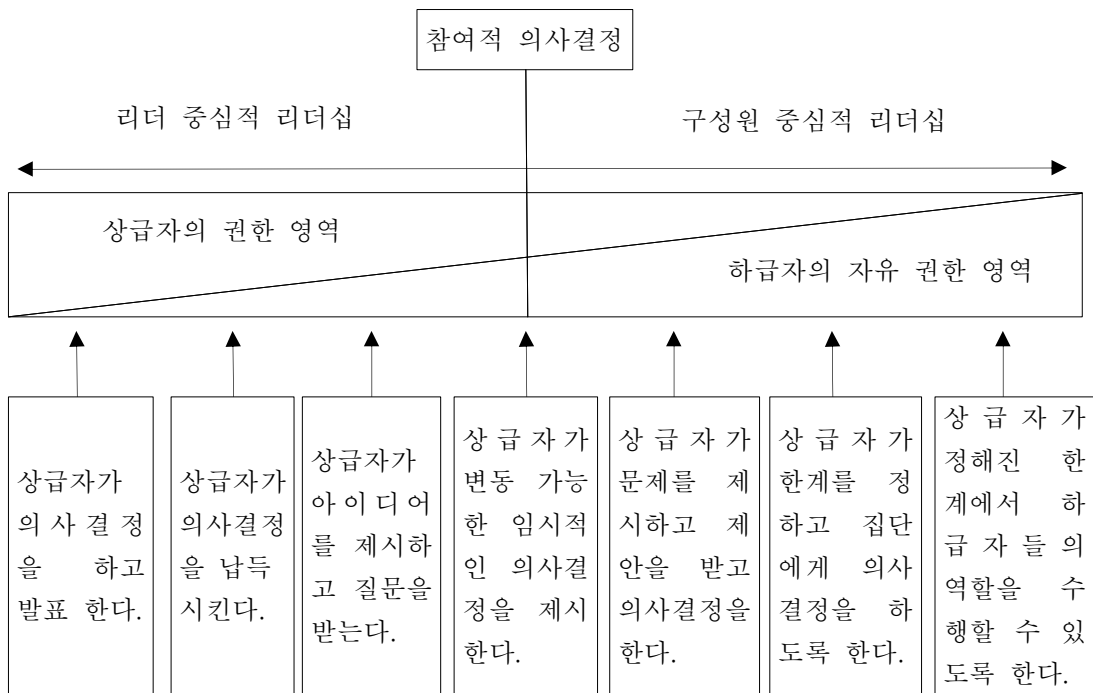 참여적 의사결정
리더 중심적 리더십
구성원 중심적 리더십
상급자의 권한 영역
하급자의 자유 권한 영역
상급자가
의사결정
을 하고
발표 한다.
상급자가
의사결정
을 납득
시킨다.
상급자가
아이디어
를 제시하
고 질문을
받는다.
상급자가
변동 가능
한 임시적
인 의사결
정을 제시
한다.
상급자가
문제를 제
시하고 제
안을 받고
의사결정을
한다.
상급자가
한계를 정
하고 집단
에게 의사
결정을 하
도록 한다.
상급자가
정해진 한
계에서 하
급자들의
역할을 수
행할 수 있
도록 한다.